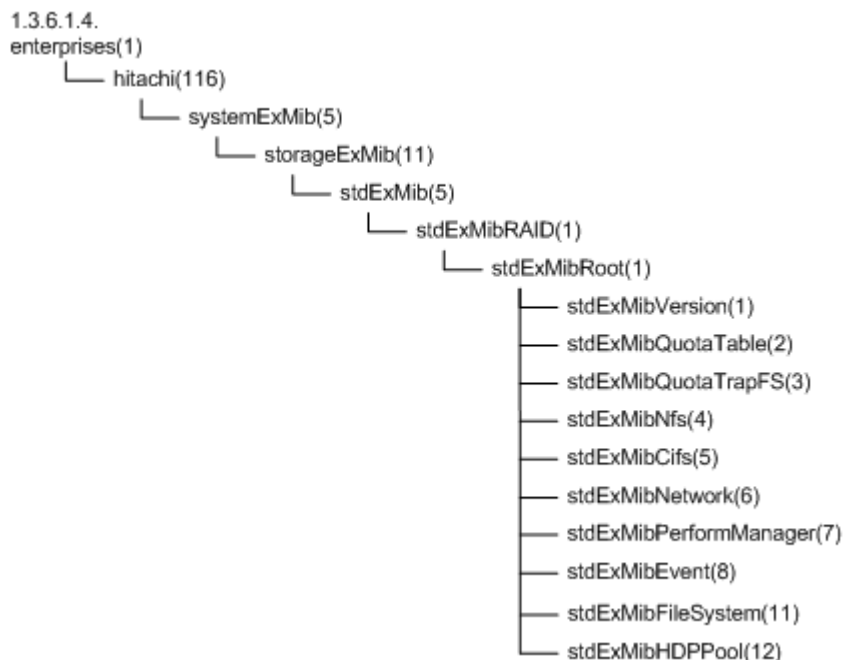 1.3.6.1.4.
enterprises(1)
hitachi(116)
systemExMib(5)
storageExMib(11)
stdExMib(5)
stdExMibRAID(1)
stdExMibRoot(1)
stdExMibVersion(1)
stdExMibQuotaTable(2)
stdExMibQuotaTrapFS(3)
stdExMibNfs(4)
stdExMibCifs(5)
stdExMibNetwork(6)
stdExMibPerformManager(7)
stdExMibEvent(8)
stdExMibFileSystem(11)
stdExMibHDPPool(12)